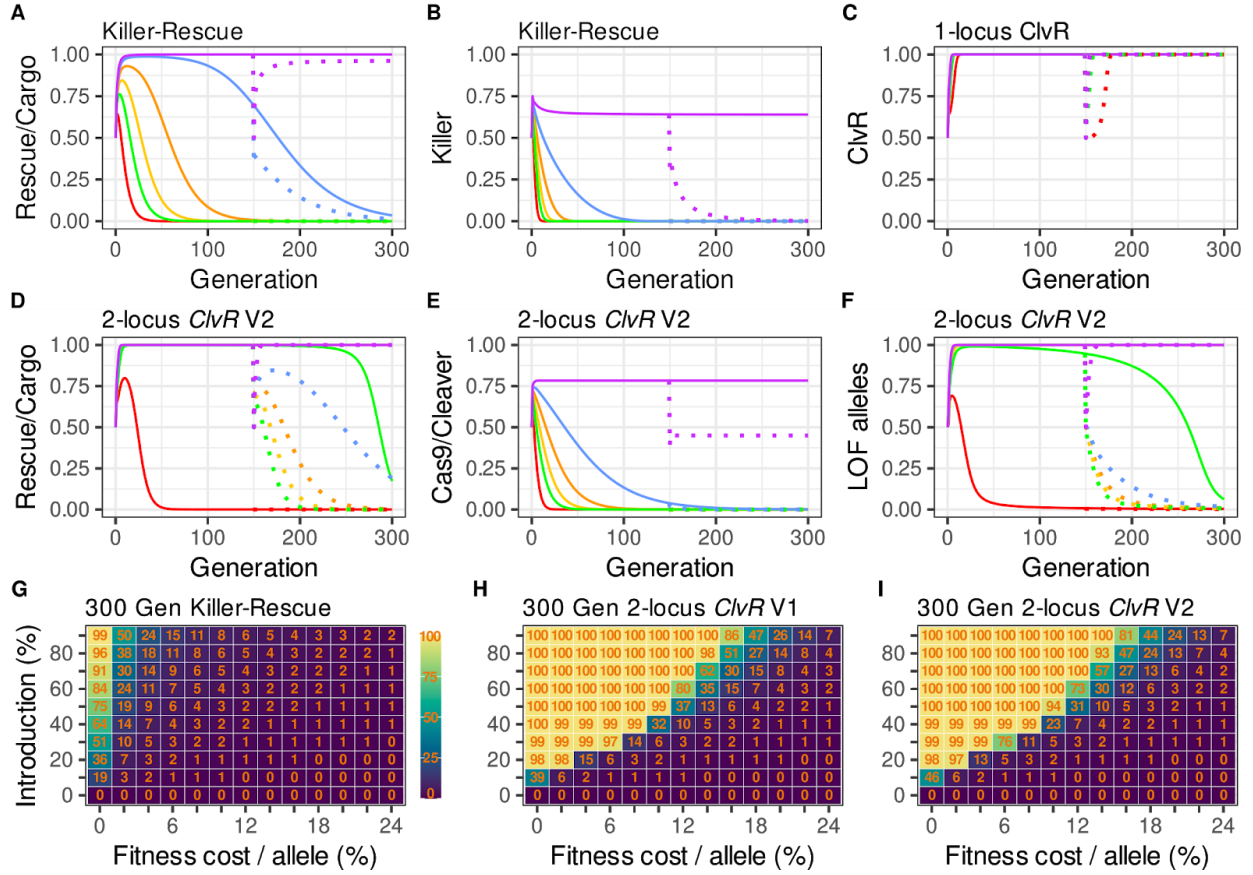 A
Killer-Rescue
Rescue/Cargo
1.00
0.75
0.50
0.25
0.00
0 100 200 300
Generation
B
Killer-Rescue
Killer
1.00
0.75
0.50
0.25
0.00
0 100 200 300
Generation
C
1-locus ClvR
ClvR
1.00
0.75
0.50
0.25
0.00
0 100 200 300
Generation
D
2-locus ClvR V2
Rescue/Cargo
1.00
0.75
0.50
0.25
0.00
0 100 200 300
Generation
E
2-locus ClvR V2
Cas9/Cleaver
1.00
0.75
0.50
0.25
0.00
0 100 200 300
Generation
F
2-locus ClvR V2
LOF alleles
1.00
0.75
0.50
0.25
0.00
0 100 200 300
Generation
G
300 Gen Killer-Rescue
Introduction (%)
99 50 24 15 11 8 6 5 4 3 3 2 2
80 96 38 18 11 8 6 5 4 3 2 2 2 1
91 30 14 9 6 5 4 3 2 2 2 1 1
60 84 24 11 7 5 4 3 2 2 2 1 1 1
75 19 9 6 4 3 2 2 2 1 1 1 1
40 64 14 7 4 3 2 2 1 1 1 1 1 1
51 10 5 3 2 2 1 1 1 1 1 1 0
20 36 7 3 2 1 1 1 1 1 0 0 0 0
19 3 2 1 1 1 0 0 0 0 0 0 0
0 0 0 0 0 0 0 0 0 0 0 0 0 0
0 6 12 18 24
Fitness cost / allele (%)
100
75
50
25
0
H
300 Gen 2-locus ClvR V1
100 100 100 100 100 100 100 100 86 47 26 14 7
80 100 100 100 100 100 100 100 98 51 27 14 8 4
100 100 100 100 100 100 100 62 30 15 8 4 3
60 100 100 100 100 100 100 80 35 15 7 4 3 2
100 100 100 100 100 99 37 13 6 4 2 2 1
40 99 99 99 99 99 32 10 5 3 2 1 1 1
99 99 99 97 14 6 3 2 2 1 1 1 1
20 98 98 15 6 3 2 1 1 1 1 0 0 0
39 6 2 1 1 1 0 0 0 0 0 0 0
0 0 0 0 0 0 0 0 0 0 0 0 0 0
0 6 12 18 24
Fitness cost / allele (%)
I
300 Gen 2-locus ClvR V2
100 100 100 100 100 100 100 100 81 44 24 13 7
80 100 100 100 100 100 100 100 93 47 24 13 7 4
100 100 100 100 100 100 100 57 27 13 6 4 2
60 100 100 100 100 100 100 73 30 12 6 3 2 2
100 100 100 100 100 94 31 10 5 3 2 1 1
40 99 99 99 99 99 23 7 4 2 2 1 1 1
99 99 99 76 11 5 3 2 1 1 1 1 0
20 98 97 13 5 3 2 1 1 1 1 0 0 0
46 6 2 1 1 1 0 0 0 0 0 0 0
0 0 0 0 0 0 0 0 0 0 0 0 0 0
0 6 12 18 24
Fitness cost / allele (%)